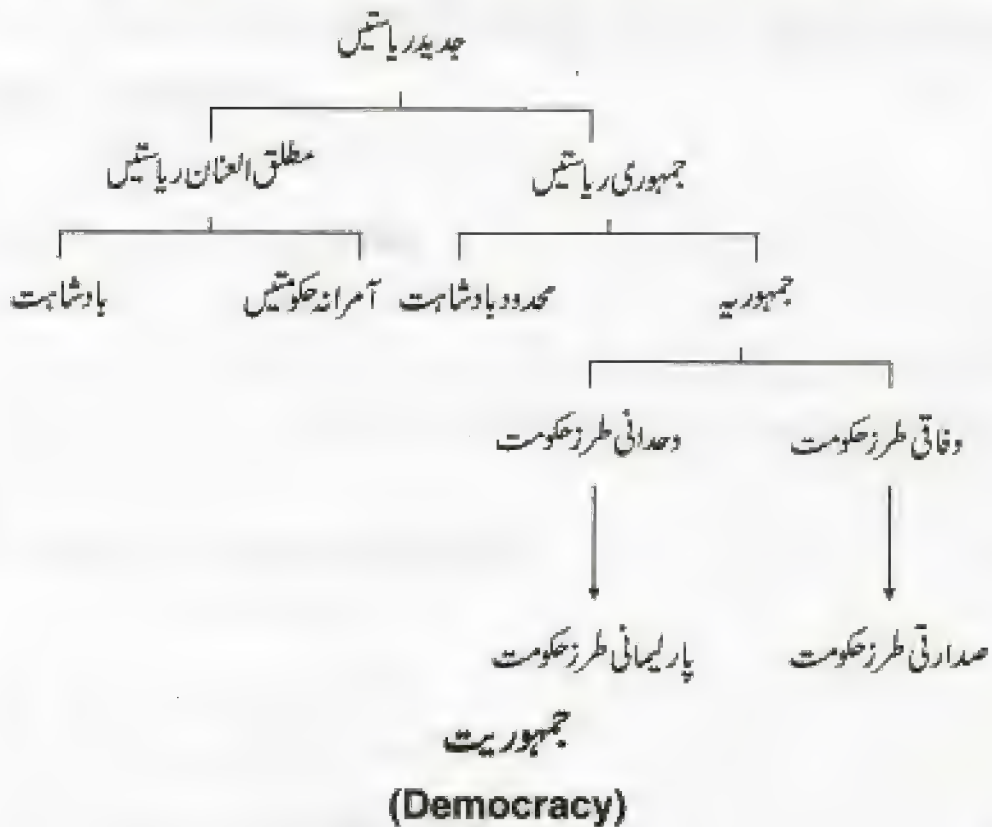 جدید ریاستیں
جمہوری ریاستیں
مطلق العنان ریاستیں
جمہوریہ
محدود بادشاہت
آمرانہ حکومتیں
بادشاہت
وفاقی طرز حکومت
وحدانی طرز حکومت
صدارتی طرز حکومت
پارلیمانی طرز حکومت
جمہوریت
(Democracy)